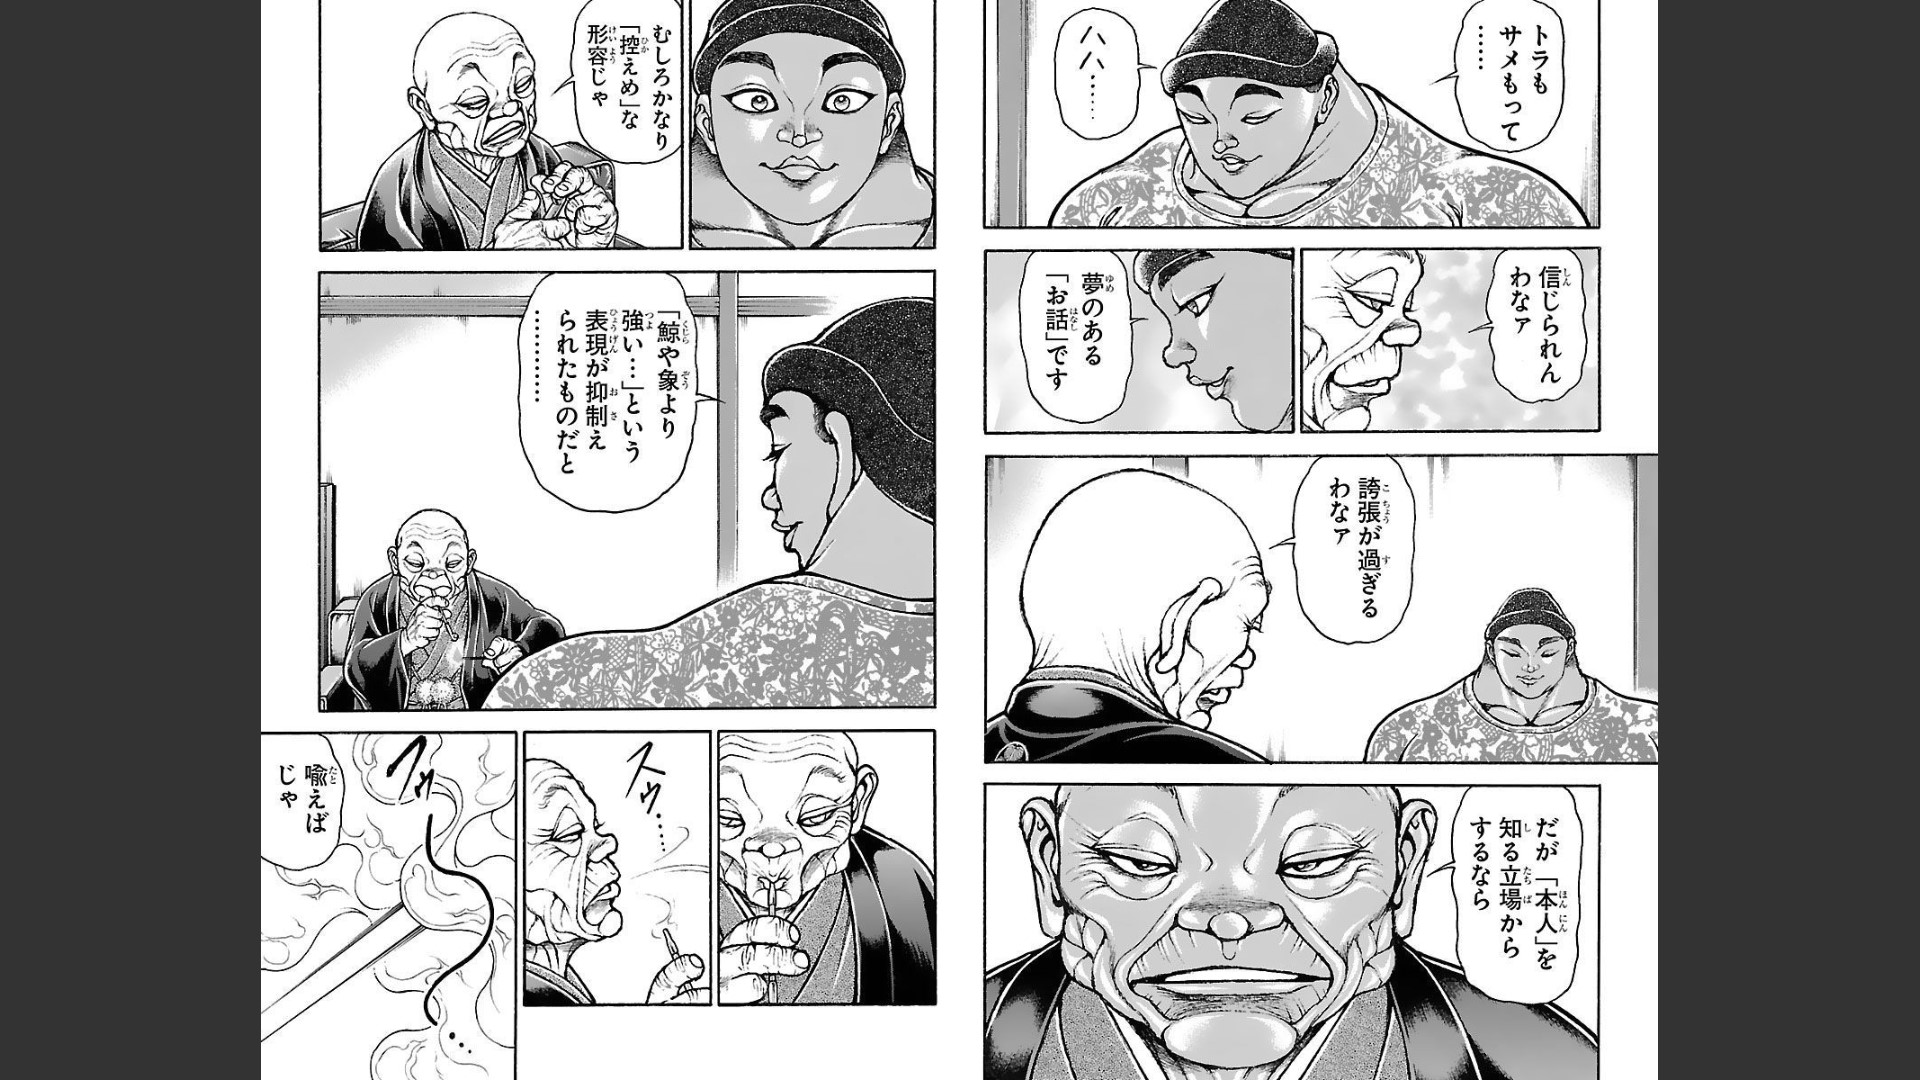 トラも
サメもって
……
ハハ……
信じられん
わなァ
夢のある
「お話」です
誇張が過ぎる
わなァ
だが「本人」を
知る立場から
するなら
むしろかなり
「控えめ」な
形容じゃ
「鯨や象より
強い…」という
表現が抑制え
られたものだと
…………
スゥ……
フゥ
喩えば
じゃ